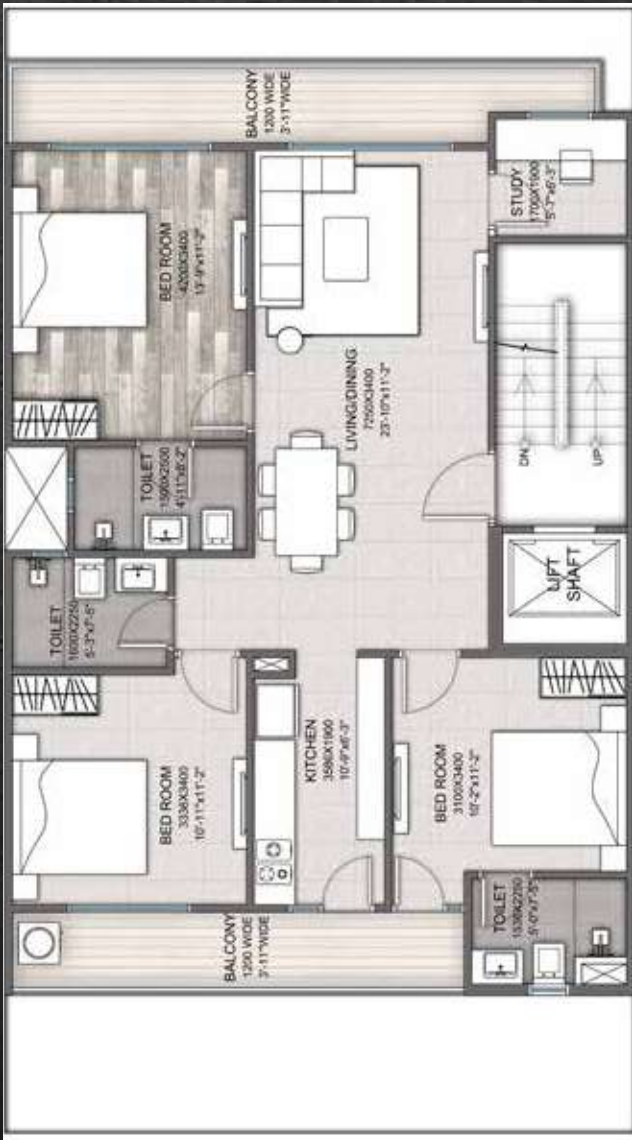 BALCONY
1200 WIDE
3'-11"WIDE
BED ROOM
4200X3400
13'-9"x11'-2"
STUDY
1700X1900
5'-7"x6'-3"
LIVING/DINING
7250X3400
23'-10"x11'-2"
DN
UP
TOILET
1500X2500
4'-11"x8'-2"
LIFT
SHAFT
TOILET
1600X2250
5'-3"x7'-5"
BED ROOM
3336X3400
10'-11"x11'-2"
KITCHEN
3586X1900
10'-9"x6'-3"
BED ROOM
3100X3400
10'-2"x11'-2"
BALCONY
1200 WIDE
3'-11"WIDE
TOILET
1536X2250
5'-0"x7'-5"